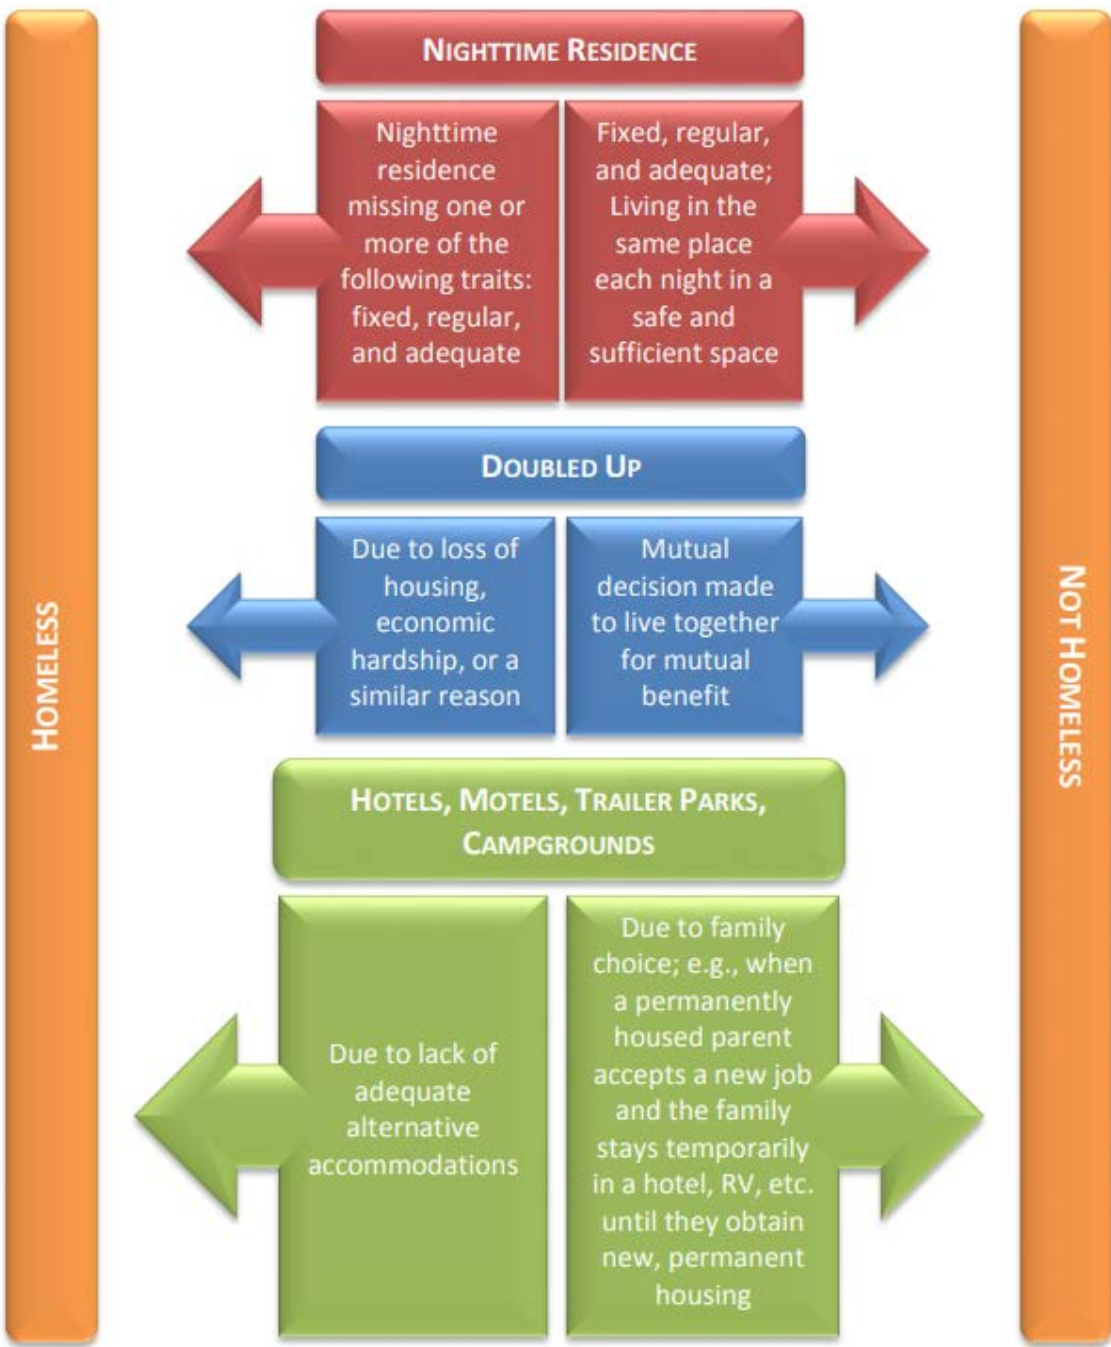 HOMELESS
NIGHTTIME RESIDENCE
Nighttime
residence
missing one or
more of the
following traits:
fixed, regular,
and adequate
Fixed, regular,
and adequate;
Living in the
same place
each night in a
safe and
sufficient space
DOUBLED UP
Due to loss of
housing,
economic
hardship, or a
similar reason
Mutual
decision made
to live together
for mutual
benefit
HOTELS, MOTELS, TRAILER PARKS,
CAMPGROUNDS
Due to lack of
adequate
alternative
accommodations
Due to family
choice; e.g., when
a permanently
housed parent
accepts a new job
and the family
stays temporarily
in a hotel, RV, etc.
until they obtain
new, permanent
housing
NOT HOMELESS